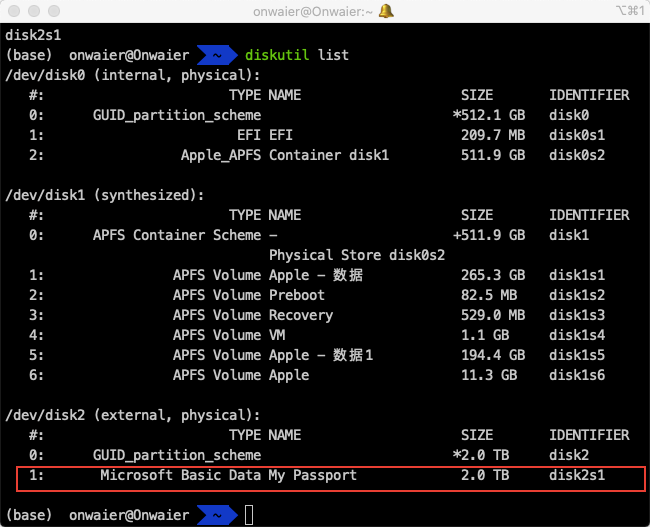 onwaier@Onwaier:~ 🔔 ⌥⌘1
disk2s1
(base) onwaier@Onwaier ~ diskutil list
/dev/disk0 (internal, physical):
#: TYPE NAME SIZE IDENTIFIER
0: GUID_partition_scheme *512.1 GB disk0
1: EFI EFI 209.7 MB disk0s1
2: Apple_APFS Container disk1 511.9 GB disk0s2
/dev/disk1 (synthesized):
#: TYPE NAME SIZE IDENTIFIER
0: APFS Container Scheme - +511.9 GB disk1
Physical Store disk0s2
1: APFS Volume Apple - 数据 265.3 GB disk1s1
2: APFS Volume Preboot 82.5 MB disk1s2
3: APFS Volume Recovery 529.0 MB disk1s3
4: APFS Volume VM 1.1 GB disk1s4
5: APFS Volume Apple - 数据1 194.4 GB disk1s5
6: APFS Volume Apple 11.3 GB disk1s6
/dev/disk2 (external, physical):
#: TYPE NAME SIZE IDENTIFIER
0: GUID_partition_scheme *2.0 TB disk2
1: Microsoft Basic Data My Passport 2.0 TB disk2s1
(base) onwaier@Onwaier ~